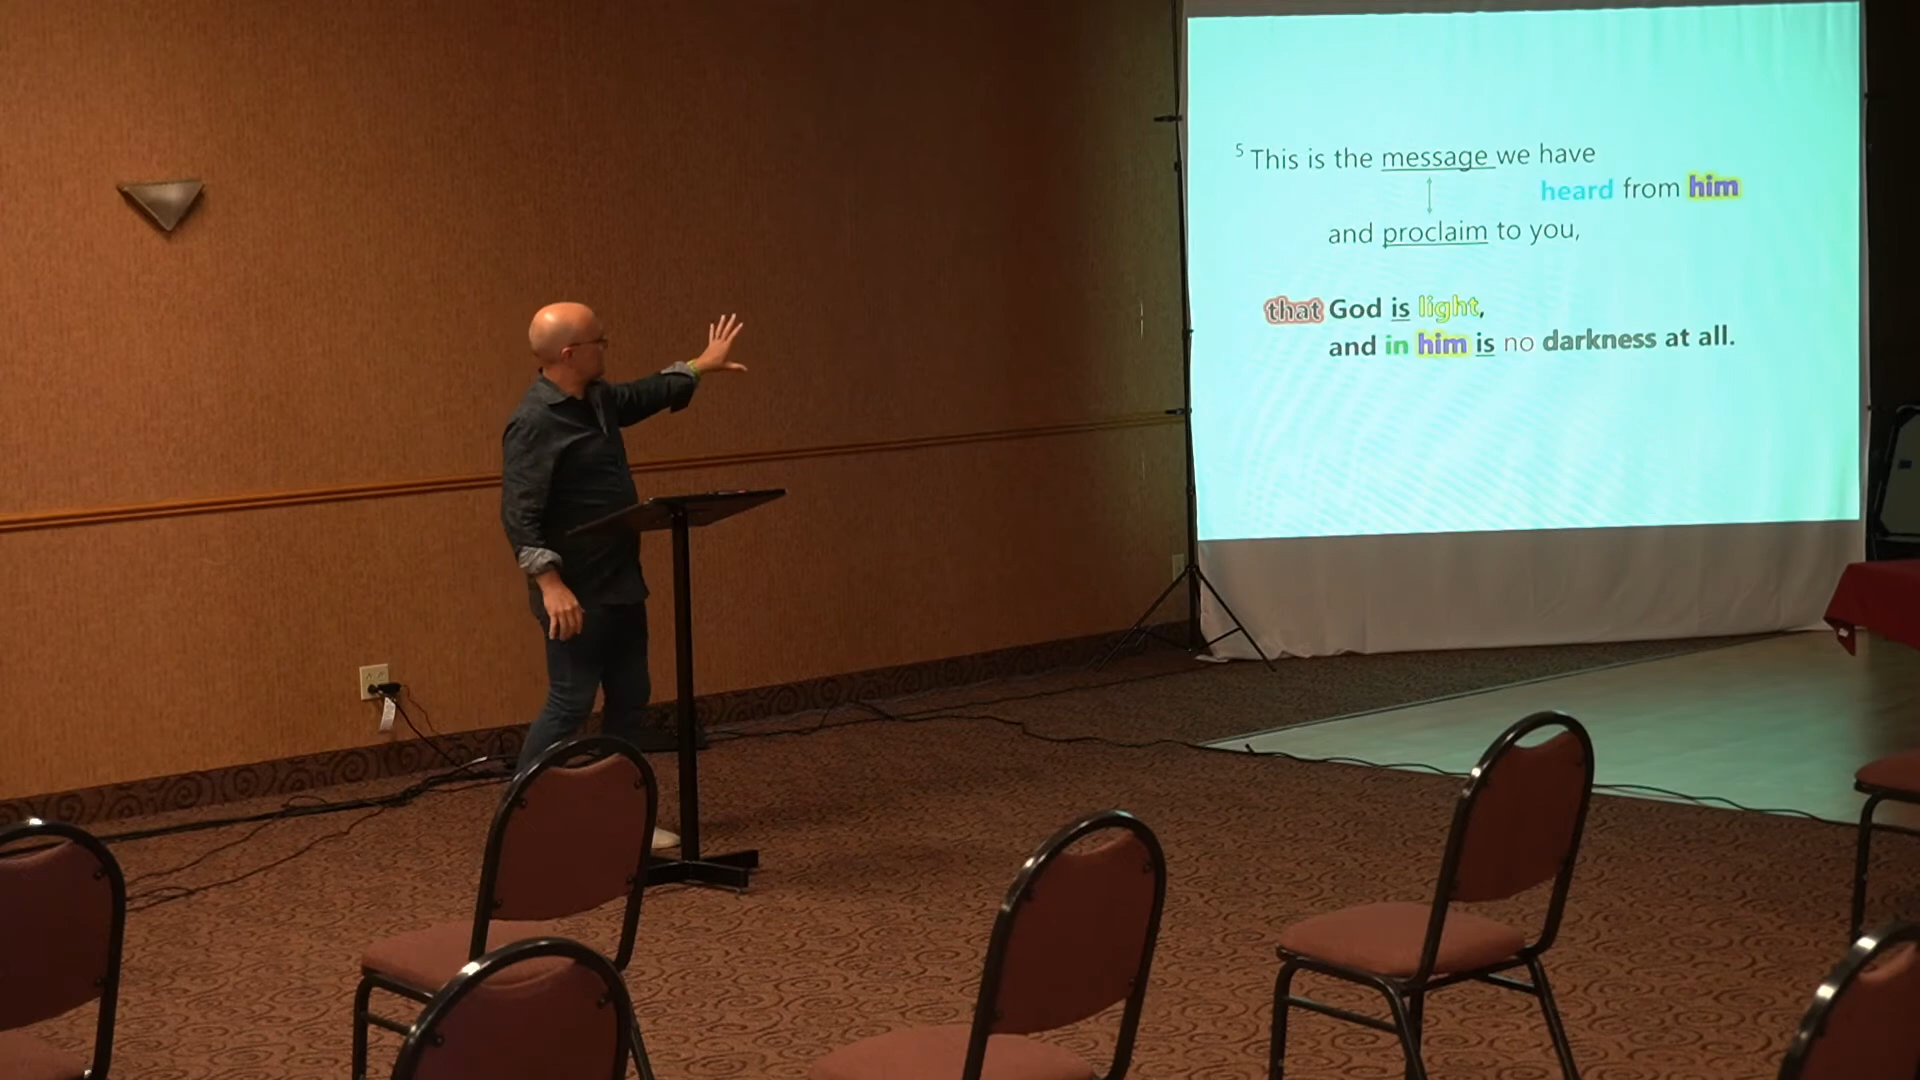 5 This is the message we have
heard from him
and proclaim to you,
that God is light,
and in him is no darkness at all.